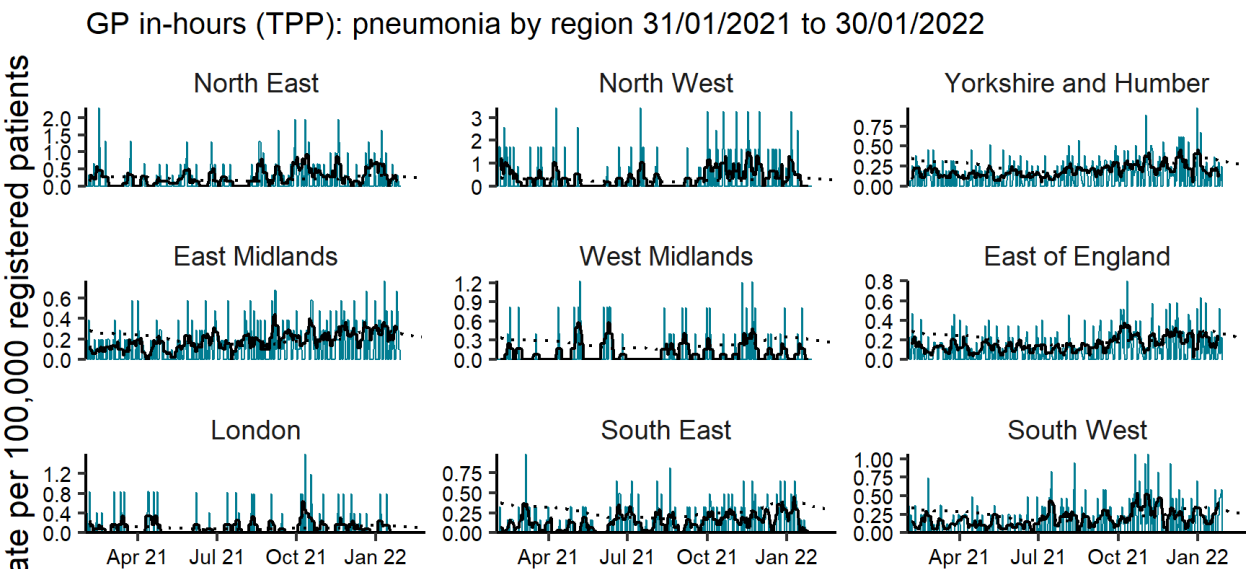 GP in-hours (TPP): pneumonia by region 31/01/2021 to 30/01/2022
per 100,000 registered patients
North East
2.0
1.5
1.0
0.5
0.0
North West
3
2
1
0
Yorkshire and Humber
0.75
0.50
0.25
0.00
East Midlands
0.6
0.4
0.2
0.0
West Midlands
1.2
0.9
0.6
0.3
0.0
East of England
0.8
0.6
0.4
0.2
0.0
London
1.2
0.8
0.4
0.0
South East
0.75
0.50
0.25
0.00
South West
1.00
0.75
0.50
0.25
0.00
Apr 21 Jul 21 Oct 21 Jan 22
Apr 21 Jul 21 Oct 21 Jan 22
Apr 21 Jul 21 Oct 21 Jan 22